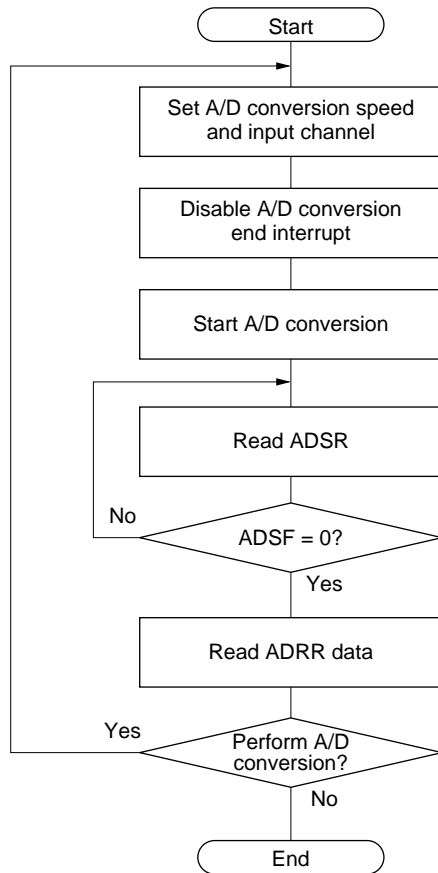 Start
Set A/D conversion speed
and input channel
Disable A/D conversion
end interrupt
Start A/D conversion
Read ADSR
No
ADSF = 0?
Yes
Read ADRR data
Yes
Perform A/D
conversion?
No
End